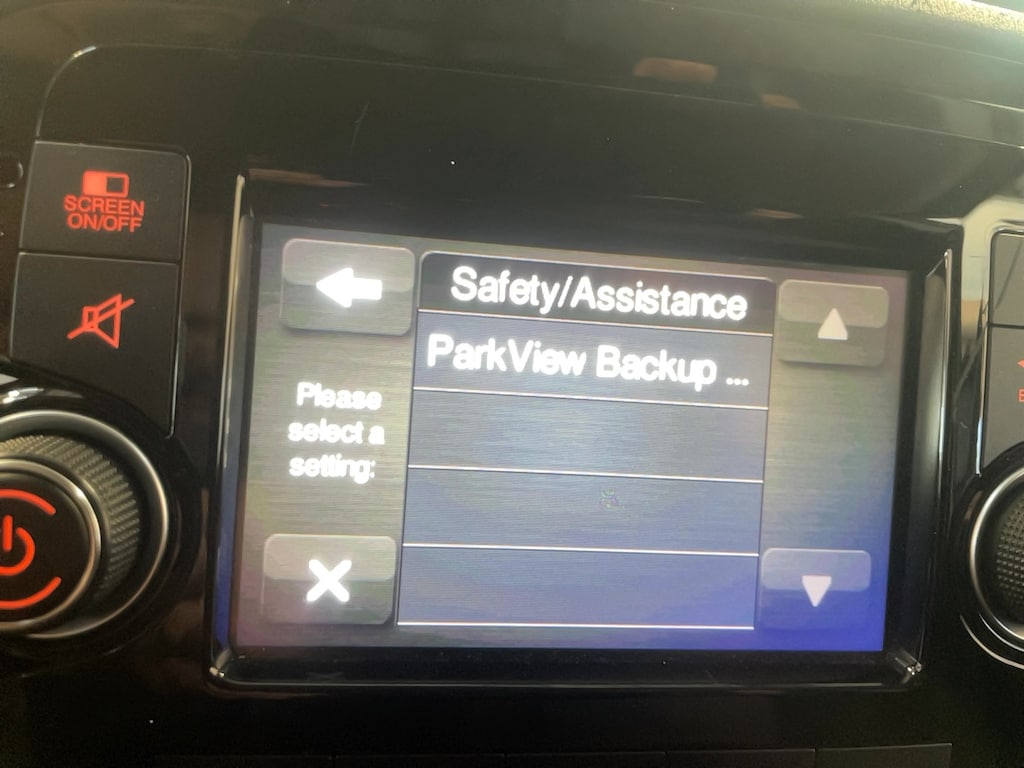 SCREEN
ON/OFF
Safety/Assistance
ParkView Backup ...
Please
select a
setting: